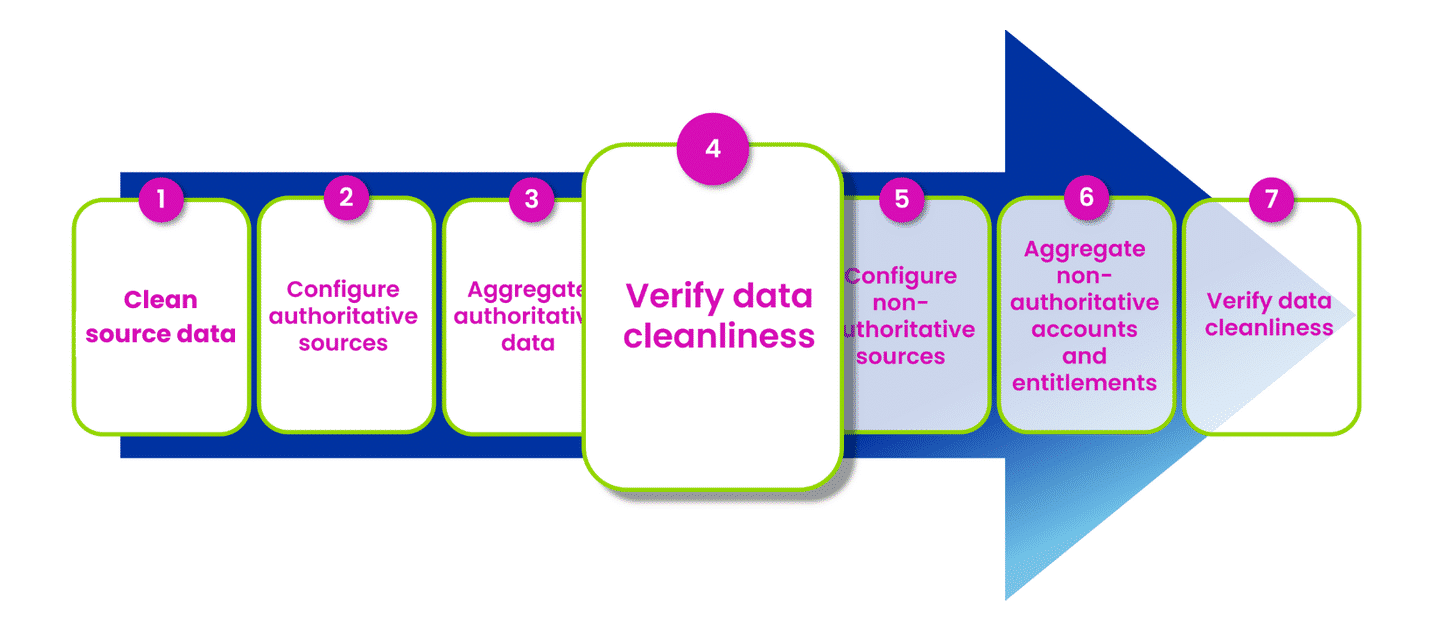 1
Clean
source data
2
Configure
authoritative
sources
3
Aggregate
authoritativ
data
4
Verify data
cleanliness
5
Configure
non-
uthoritative
sources
6
Aggregate
non-
authoritative
accounts
and
entitlements
7
Verify data
cleanliness